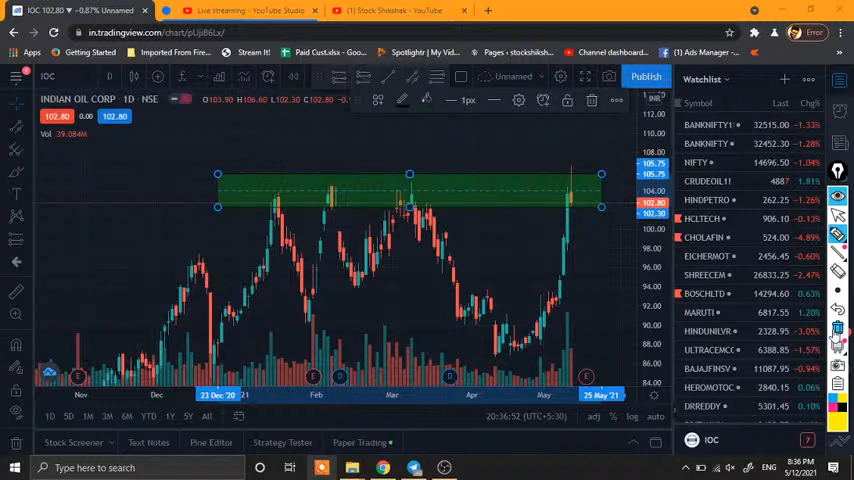 IOC 102.80 ▼ −0.87% Unnamed
Live streaming - YouTube Studio
(1) Stock Shikshak - YouTube
in.tradingview.com/chart/pUjiB6Lx/
Error
Apps
Getting Started
Imported From Fire...
Stream It!
Paid Cust.xlsx - Goo...
Spotlightr | My Vid...
Pages • stockshiksh...
Channel dashboard...
(1) Ads Manager - ...
IOC
D
Unnamed
Publish
Watchlist
INDIAN OIL CORP · 1D · NSE
O103.90 H106.60 L102.30 C102.80
1px
INR
Symbol Last Chg%
102.80 0.00 102.80
Vol 39.084M
112.00
110.00
108.00
105.75
105.75
104.00
102.80
102.30
100.00
98.00
96.00
94.00
92.00
90.00
88.00
86.00
84.00
BANKNIFTY1! 32515.00 -1.33%
BANKNIFTY 32452.30 -1.28%
NIFTY 14696.50 -1.04%
CRUDEOIL1! 4887 1.81%
HINDPETRO 262.25 -1.26%
HCLTECH 906.10 -0.13%
CHOLAFIN 524.00 -4.89%
EICHERMOT 2456.45 -0.60%
SHREECEM 26833.25 -2.47%
BOSCHLTD 14294.60 0.63%
MARUTI 6817.55 1.20%
HINDUNILVR 2328.95 -3.05%
ULTRACEMC 6388.85 -1.57%
BAJAJFINSV 11087.95 -0.94%
HEROMOTOC 2840.15 0.06%
DRREDDY 5301.45 0.10%
E
D
E
D
E
Nov Dec 23 Dec '20 21 Feb Mar Apr May 25 May '21
1D 5D 1M 3M 6M YTD 1Y 5Y All
20:36:52 (UTC+5:30)
adj % log auto
Stock Screener
Text Notes
Pine Editor
Strategy Tester
Paper Trading
IOC
7
Type here to search
ENG
8:36 PM
5/12/2021